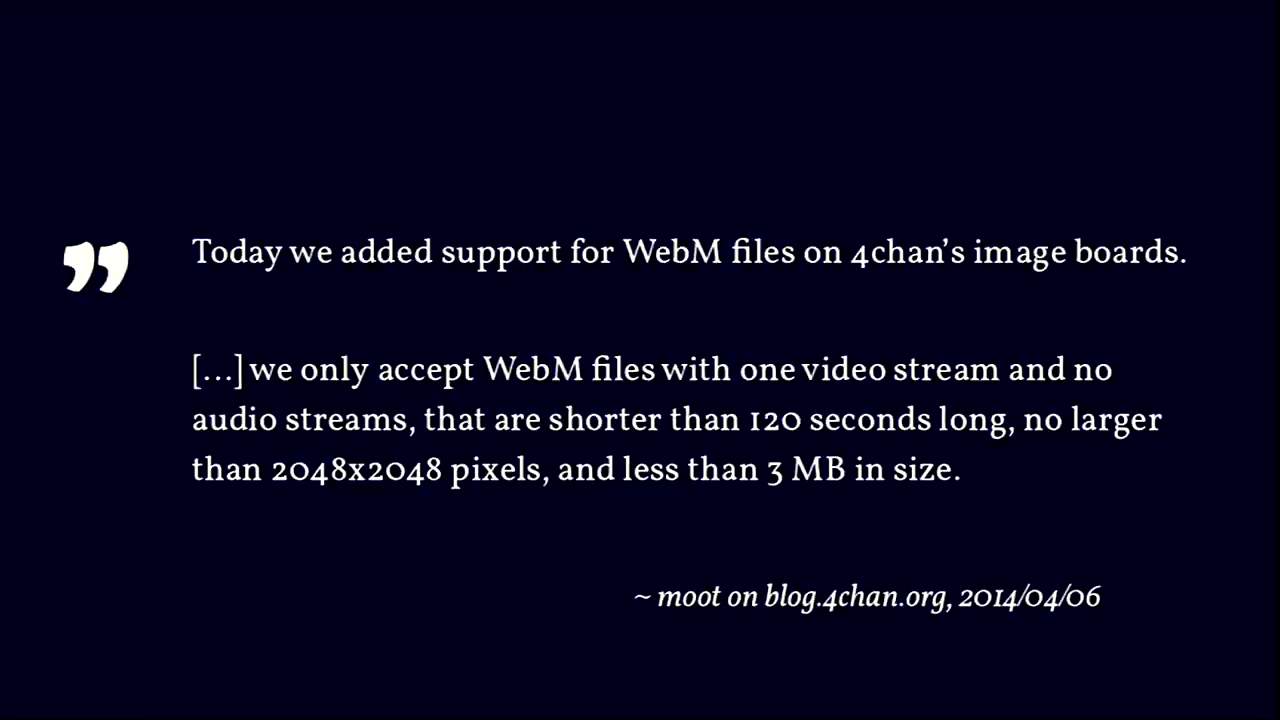 ”
Today we added support for WebM files on 4chan’s image boards.
[…] we only accept WebM files with one video stream and no
audio streams, that are shorter than 120 seconds long, no larger
than 2048x2048 pixels, and less than 3 MB in size.
~ moot on blog.4chan.org, 2014/04/06